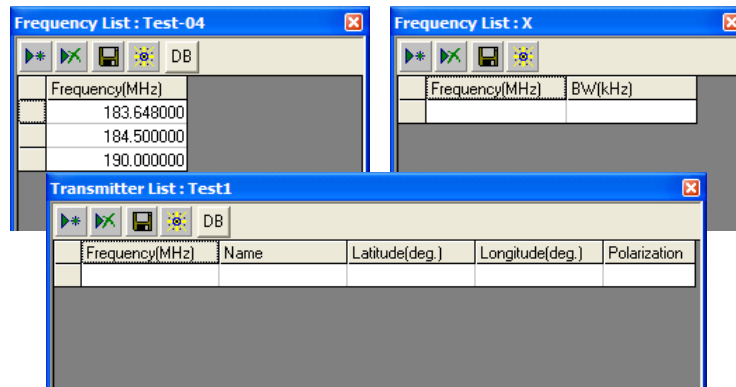 Frequency List : Test-04
DB
Frequency(MHz)
183.648000
184.500000
190.000000
Frequency List : X
Frequency(MHz) BW(kHz)
Transmitter List : Test1
DB
Frequency(MHz) Name Latitude(deg.) Longitude(deg.) Polarization